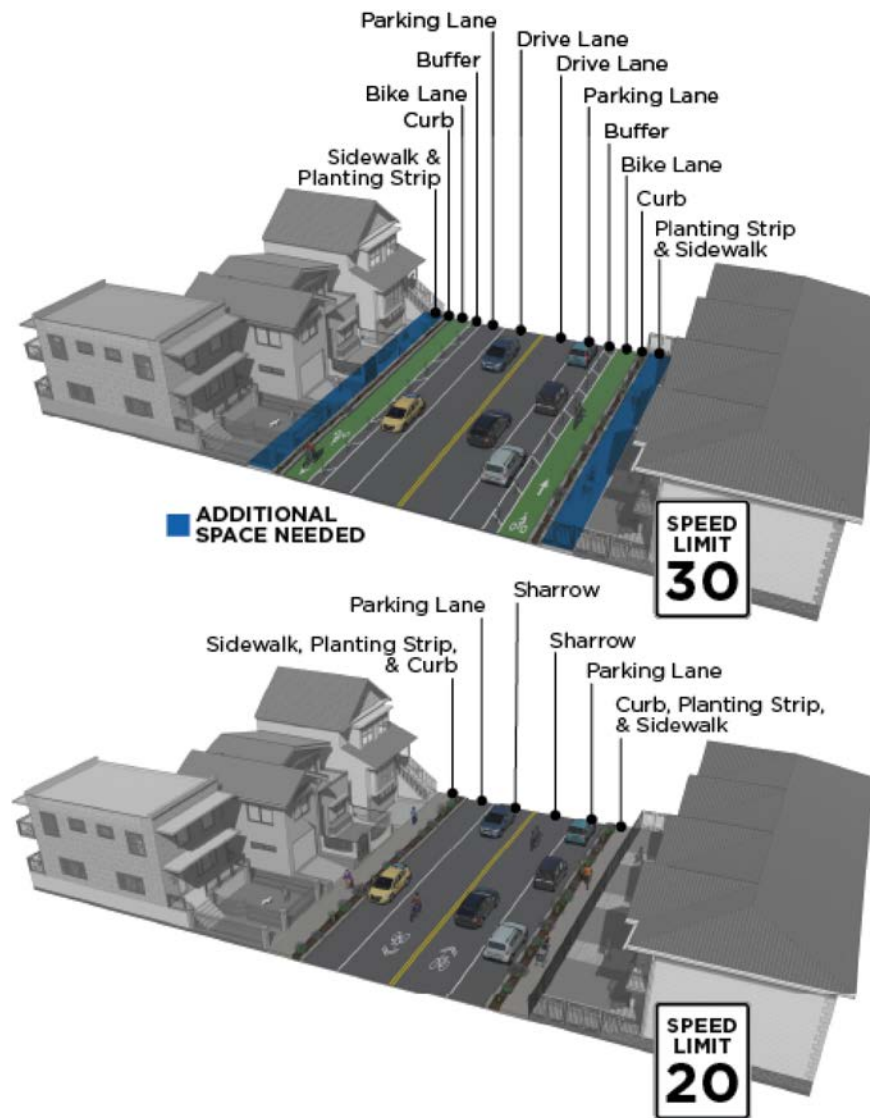 Parking Lane
Drive Lane
Buffer
Drive Lane
Bike Lane
Parking Lane
Curb
Buffer
Sidewalk &
Planting Strip
Bike Lane
Curb
Planting Strip
& Sidewalk
ADDITIONAL
SPACE NEEDED
SPEED
LIMIT
30
Parking Lane
Sharrow
Sidewalk, Planting Strip,
& Curb
Sharrow
Parking Lane
Curb, Planting Strip,
& Sidewalk
SPEED
LIMIT
20